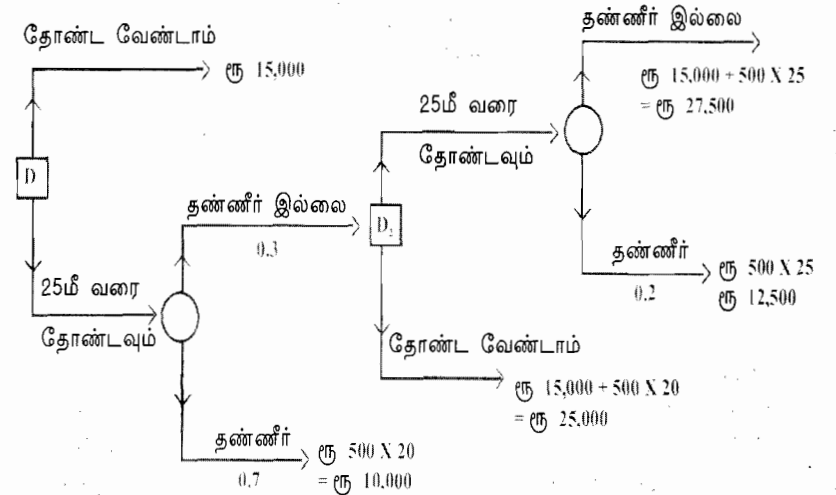 தோண்ட வேண்டாம்
ரூ 15,000
D
25மீ வரை
தோண்டவும்
தண்ணீர் இல்லை
0.3
தண்ணீர்
0.7
ரூ 500 X 20
= ரூ 10,000
D₂
25மீ வரை
தோண்டவும்
தண்ணீர் இல்லை
ரூ 15,000 + 500 X 25
= ரூ 27,500
தண்ணீர்
0.2
ரூ 500 X 25
ரூ 12,500
தோண்ட வேண்டாம்
ரூ 15,000 + 500 X 20
= ரூ 25,000